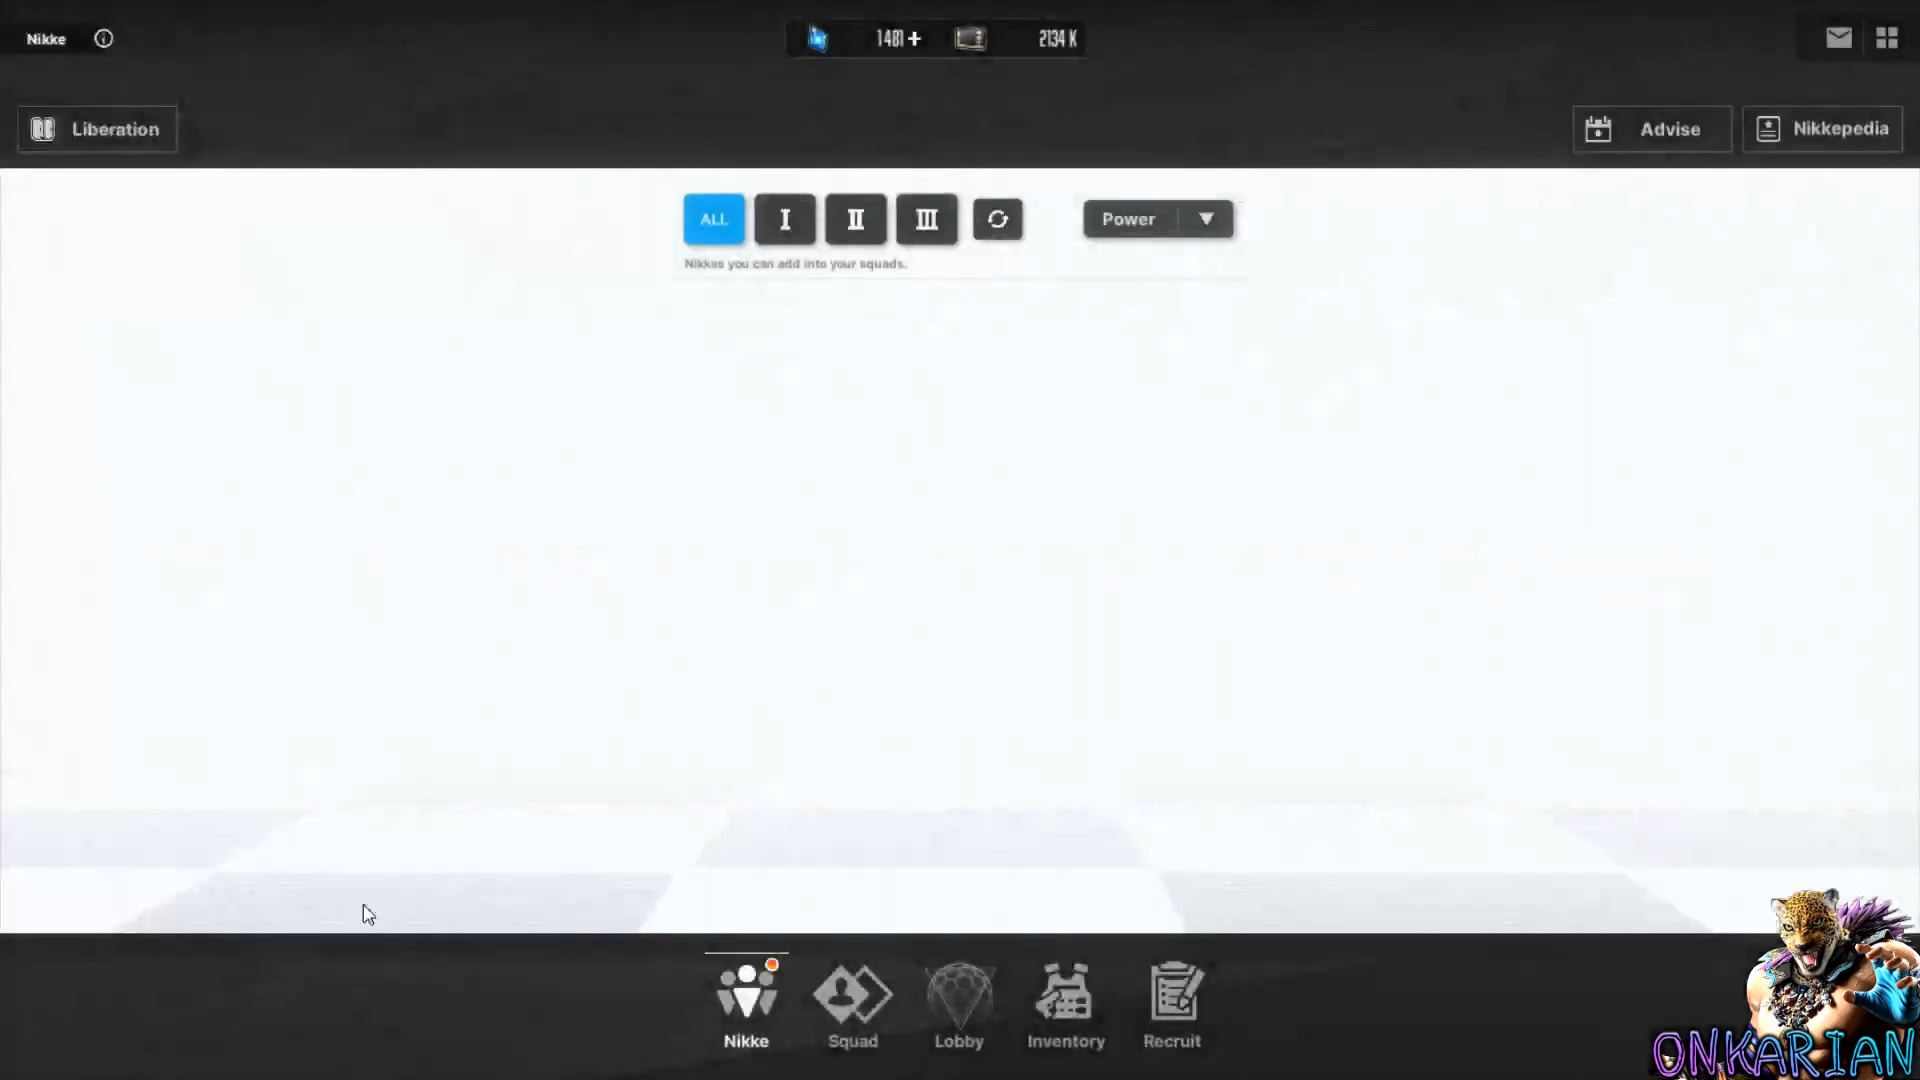 Nikke
1481 +
2134 K
Liberation
Advise
Nikkepedia
ALL
I
II
III
Power
Nikkes you can add into your squads.
Nikke
Squad
Lobby
Inventory
Recruit
ONKARIAN